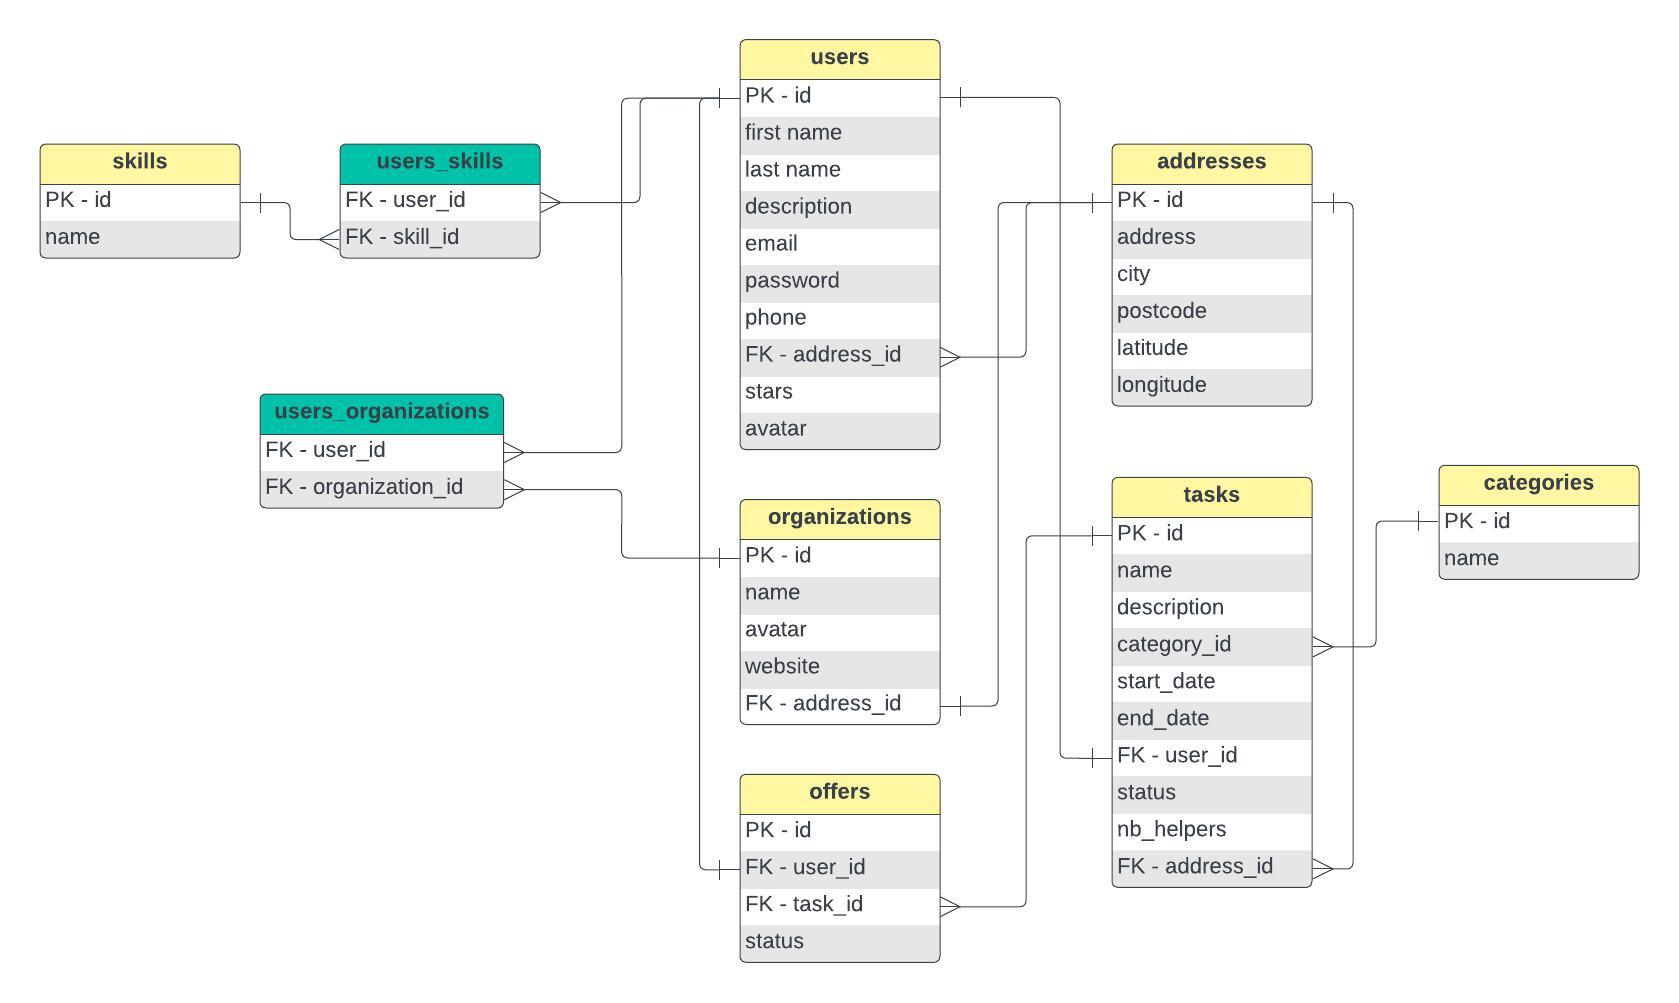 skills
PK - id
name
users_skills
FK - user_id
FK - skill_id
users_organizations
FK - user_id
FK - organization_id
users
PK - id
first name
last name
description
email
password
phone
FK - address_id
stars
avatar
organizations
PK - id
name
avatar
website
FK - address_id
offers
PK - id
FK - user_id
FK - task_id
status
addresses
PK - id
address
city
postcode
latitude
longitude
tasks
PK - id
name
description
category_id
start_date
end_date
FK - user_id
status
nb_helpers
FK - address_id
categories
PK - id
name